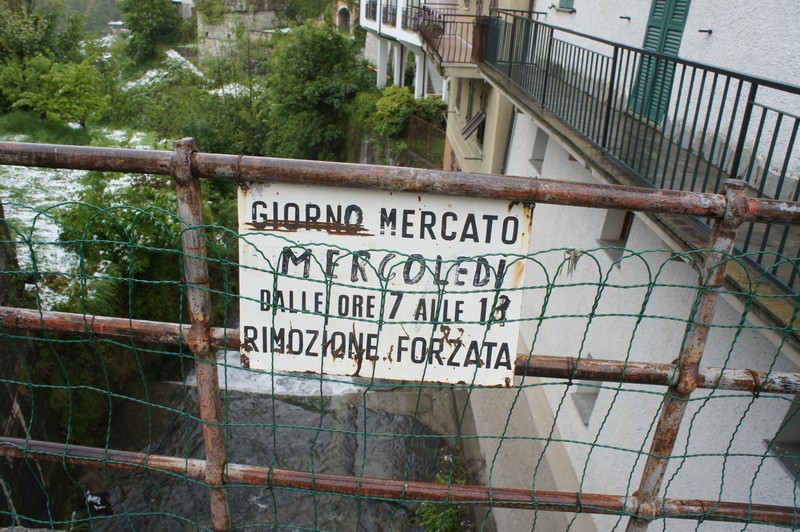 GIORNO MERCATO
MERCOLEDI
DALLE ORE 7 ALLE 13
RIMOZIONE FORZATA